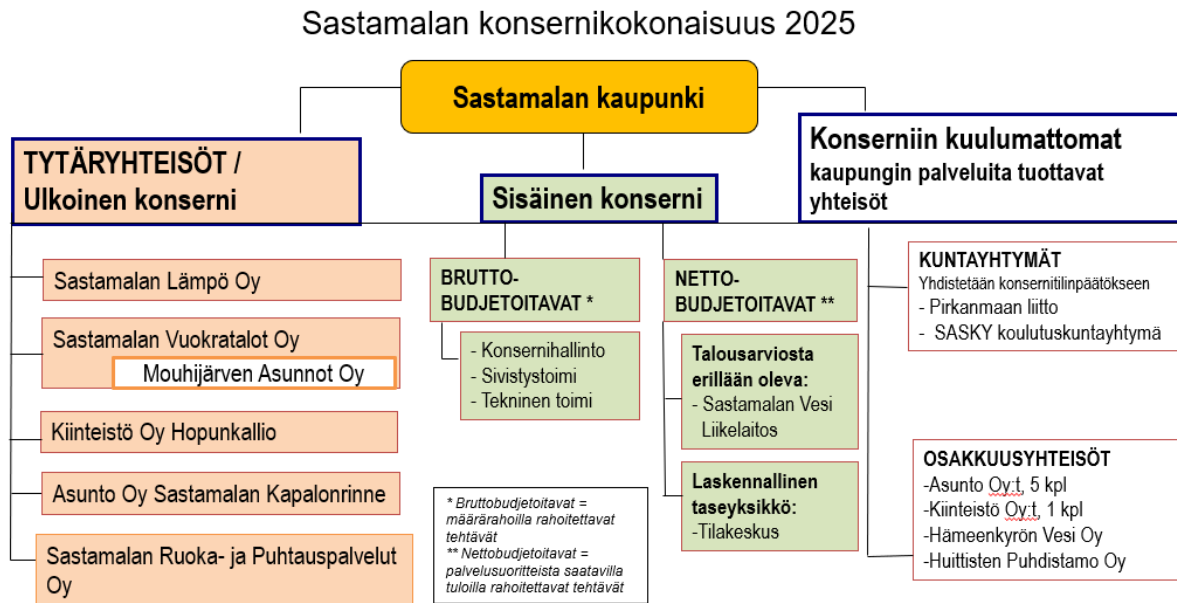 Sastamalan konsernikokonaisuus 2025
Sastamalan kaupunki
TYTÄRYHTEISÖT /
Ulkoinen konserni
Sastamalan Lämpö Oy
Sastamalan Vuokratalot Oy
Mouhijärven Asunnot Oy
Kiinteistö Oy Hopunkallio
Asunto Oy Sastamalan Kapalonrinne
Sastamalan Ruoka- ja Puhtauspalvelut
Oy
Sisäinen konserni
BRUTTO-
BUDJETOITAVAT *
- Konsernihallinto
- Sivistystoimi
- Tekninen toimi
* Bruttobudjetoitavat =
määrärahoilla rahoitettavat
tehtävät
** Nettobudjetoitavat =
palvelusuoritteista saatavilla
tuloilla rahoitettavat tehtävät
NETTO-
BUDJETOITAVAT **
Talousarviosta
erillään oleva:
- Sastamalan Vesi
Liikelaitos
Laskennallinen
taseyksikkö:
-Tilakeskus
Konserniin kuulumattomat
kaupungin palveluita tuottavat
yhteisöt
KUNTAYHTYMÄT
Yhdistetään konsernitilinpäätökseen
- Pirkanmaan liitto
- SASKY koulutuskuntayhtymä
OSAKKUUSYHTEISÖT
-Asunto Oy:t, 5 kpl
-Kiinteistö Oy:t, 1 kpl
-Hämeenkyrön Vesi Oy
-Huittisten Puhdistamo Oy